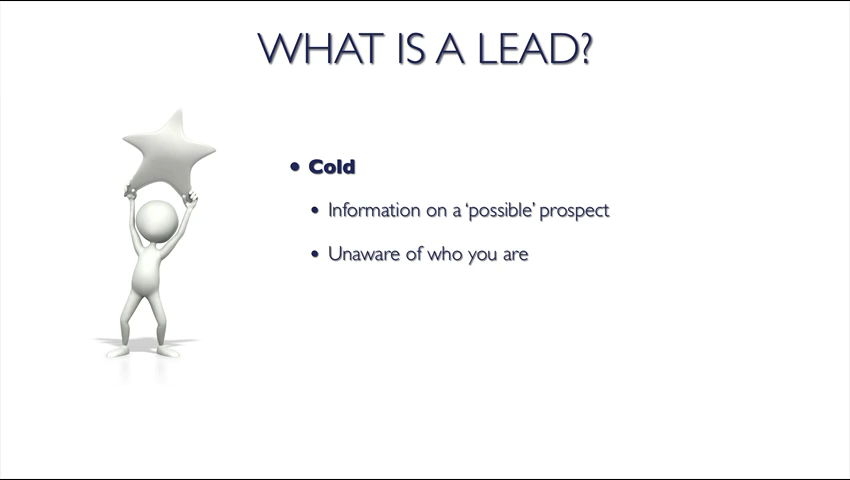 WHAT IS A LEAD?
• Cold
• Information on a ‘possible’ prospect
• Unaware of who you are